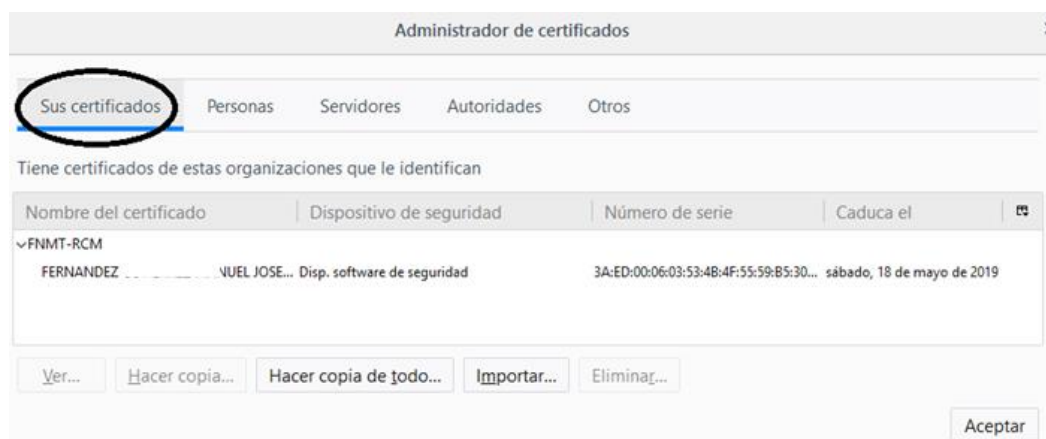 Administrador de certificados
Sus certificados Personas Servidores Autoridades Otros
Tiene certificados de estas organizaciones que le identifican
Nombre del certificado Dispositivo de seguridad Número de serie Caduca el
FNMT-RCM
FERNANDEZ JOSE... Disp. software de seguridad 3A:ED:00:06:03:53:4B:4F:55:59:B5:30... sábado, 18 de mayo de 2019
Ver... Hacer copia... Hacer copia de todo... Importar... Eliminar...
Aceptar